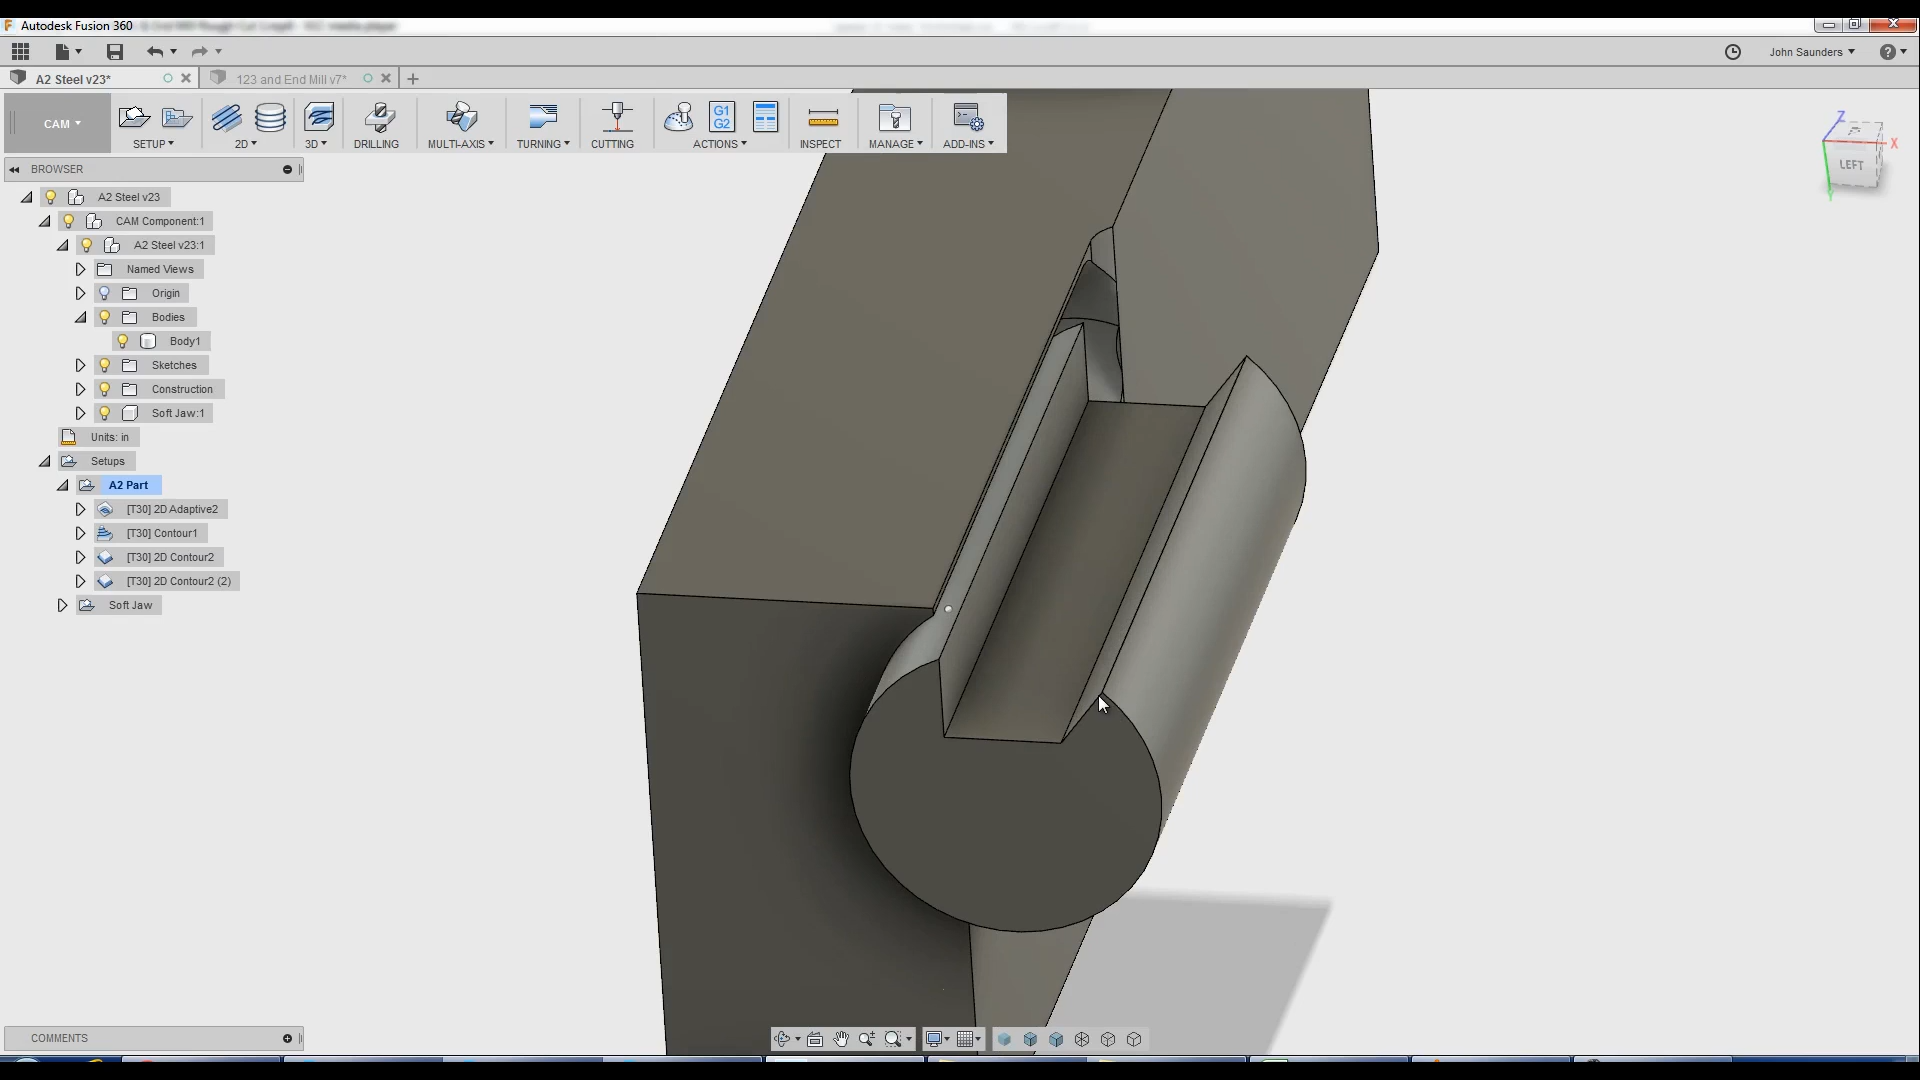 Autodesk Fusion 360
John Saunders
A2 Steel v23*
123 and End Mill v7*
CAM
G1
G2
SETUP
2D
3D
DRILLING
MULTI-AXIS
TURNING
CUTTING
ACTIONS
INSPECT
MANAGE
ADD-INS
Z
X
LEFT
Y
BROWSER
A2 Steel v23
CAM Component:1
A2 Steel v23:1
Named Views
Origin
Bodies
Body1
Sketches
Construction
Soft Jaw:1
Units: in
Setups
A2 Part
[T30] 2D Adaptive2
[T30] Contour1
[T30] 2D Contour2
[T30] 2D Contour2 (2)
Soft Jaw
COMMENTS